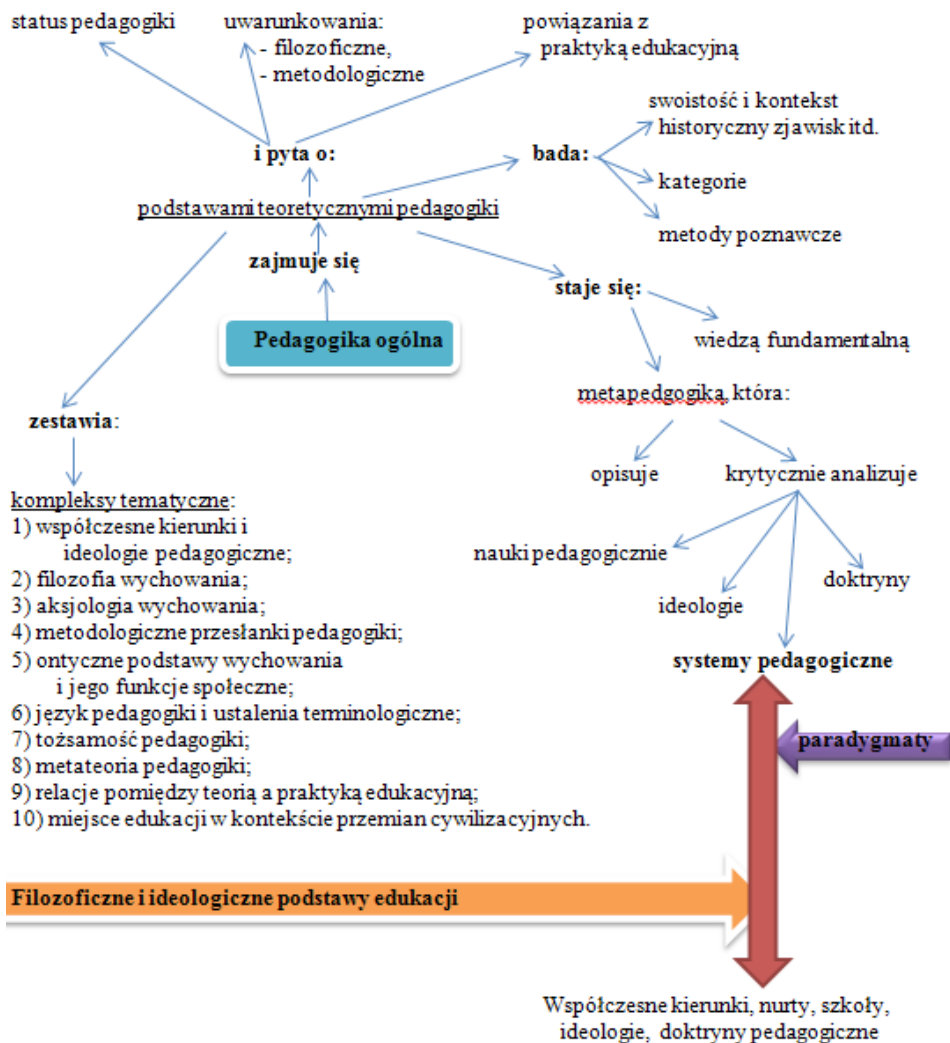 status pedagogiki
uwarunkowania:
- filozoficzne,
- metodologiczne
powiązania z
praktyką edukacyjną
swoistość i kontekst
historyczny zjawisk itd.
i pyta o:
bada:
kategorie
podstawami teoretycznymi pedagogiki
metody poznawcze
zajmuje się
staje się:
Pedagogika ogólna
wiedzą fundamentalną
metapedgogiką, która:
zestawia:
opisuje
krytycznie analizuje
kompleksy tematyczne:
1) współczesne kierunki i
ideologie pedagogiczne;
2) filozofia wychowania;
3) aksjologia wychowania;
4) metodologiczne przesłanki pedagogiki;
5) ontyczne podstawy wychowania
i jego funkcje społeczne;
6) język pedagogiki i ustalenia terminologiczne;
7) tożsamość pedagogiki;
8) metateoria pedagogiki;
9) relacje pomiędzy teorią a praktyką edukacyjną;
10) miejsce edukacji w kontekście przemian cywilizacyjnych.
nauki pedagogicznie
ideologie
doktryny
systemy pedagogiczne
paradygmaty
Filozoficzne i ideologiczne podstawy edukacji
Współczesne kierunki, nurty, szkoły,
ideologie, doktryny pedagogiczne